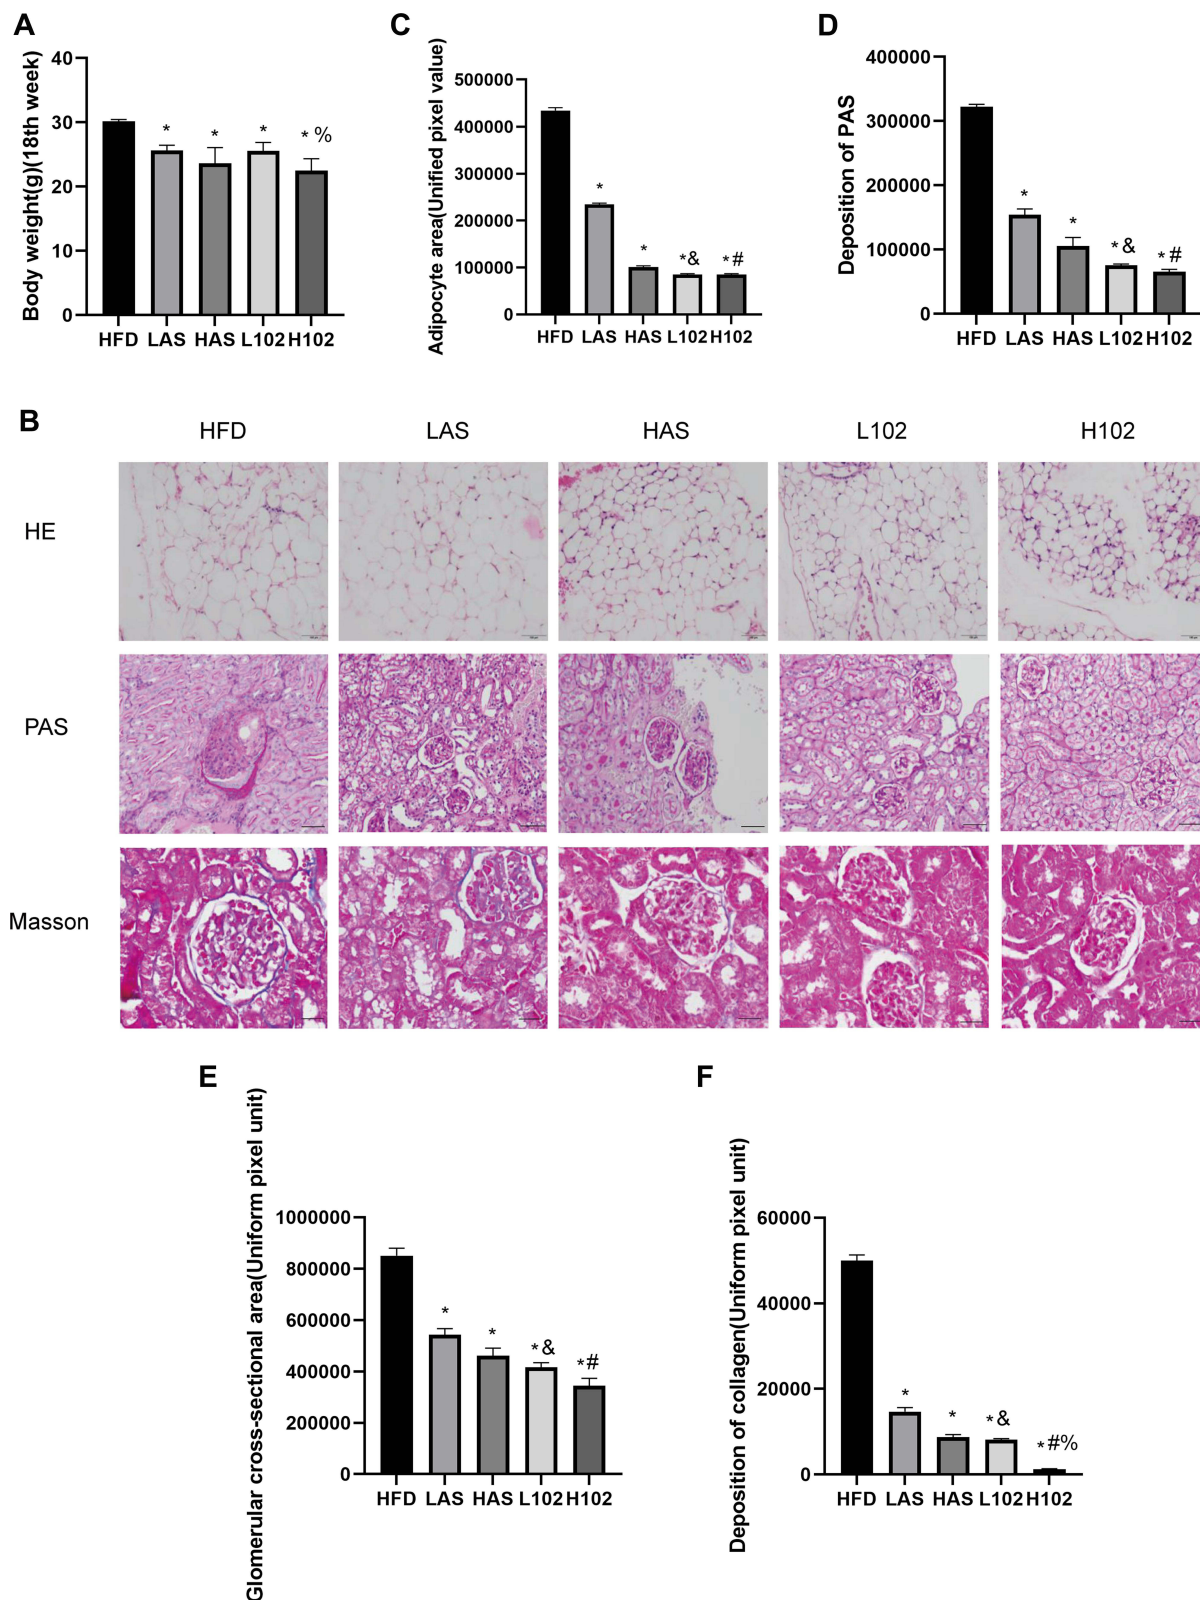 A
Body weight(g)(18th week)
40
30
20
10
0
*
*
*
* %
HFD LAS HAS L102 H102
C
Adipocyte area(Unified pixel value)
500000
400000
300000
200000
100000
0
*
*
*&
*#
HFD LAS HAS L102 H102
D
Deposition of PAS
400000
300000
200000
100000
0
*
*
*&
*#
HFD LAS HAS L102 H102
B
HFD LAS HAS L102 H102
HE
PAS
Masson
E
Glomerular cross-sectional area(Uniform pixel unit)
1000000
800000
600000
400000
200000
0
*
*
*&
*#
HFD LAS HAS L102 H102
F
Deposition of collagen(Uniform pixel unit)
60000
40000
20000
0
*
*
*&
*#%
HFD LAS HAS L102 H102